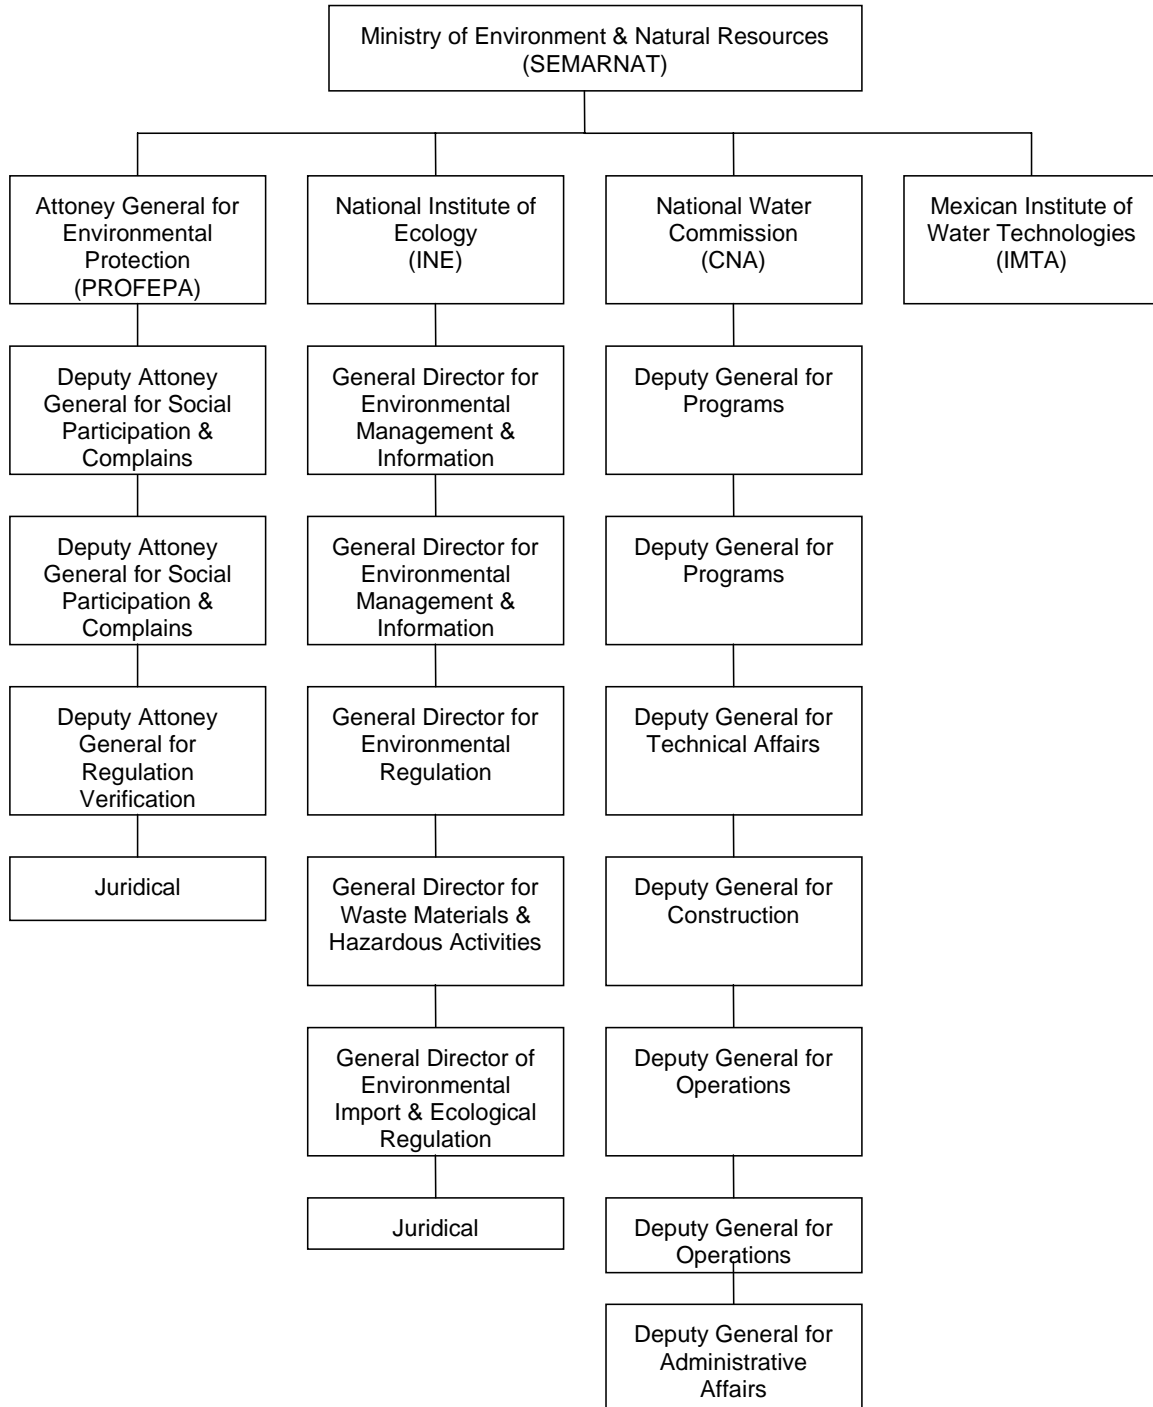 Ministry of Environment & Natural Resources
(SEMARNAT)
Attoney General for
Environmental
Protection
(PROFEPA)
National Institute of
Ecology
(INE)
National Water
Commission
(CNA)
Mexican Institute of
Water Technologies
(IMTA)
Deputy Attoney
General for Social
Participation &
Complains
General Director for
Environmental
Management &
Information
Deputy General for
Programs
Deputy Attoney
General for Social
Participation &
Complains
General Director for
Environmental
Management &
Information
Deputy General for
Programs
Deputy Attoney
General for
Regulation
Verification
General Director for
Environmental
Regulation
Deputy General for
Technical Affairs
Juridical
General Director for
Waste Materials &
Hazardous Activities
Deputy General for
Construction
General Director of
Environmental
Import & Ecological
Regulation
Deputy General for
Operations
Juridical
Deputy General for
Operations
Deputy General for
Administrative
Affairs